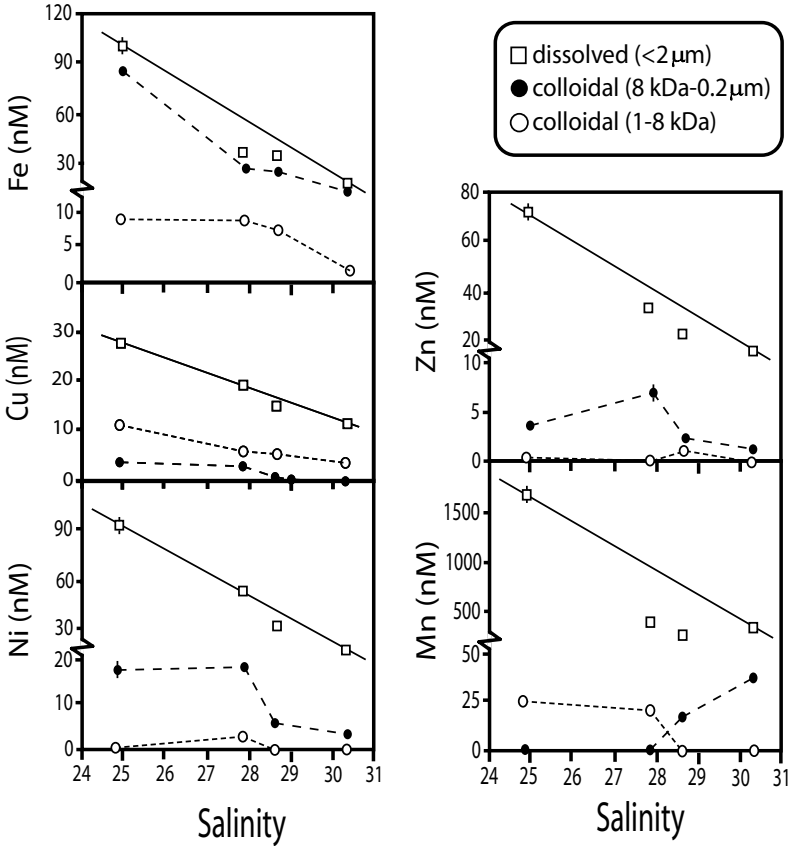 120
90
60
30
10
5
0
Fe (nM)
dissolved (<2µm)
colloidal (8 kDa-0.2µm)
colloidal (1-8 kDa)
30
20
10
0
Cu (nM)
80
60
40
20
10
5
0
Zn (nM)
90
60
30
20
10
0
Ni (nM)
24 25 26 27 28 29 30 31
Salinity
1500
1000
500
50
25
0
Mn (nM)
24 25 26 27 28 29 30 31
Salinity